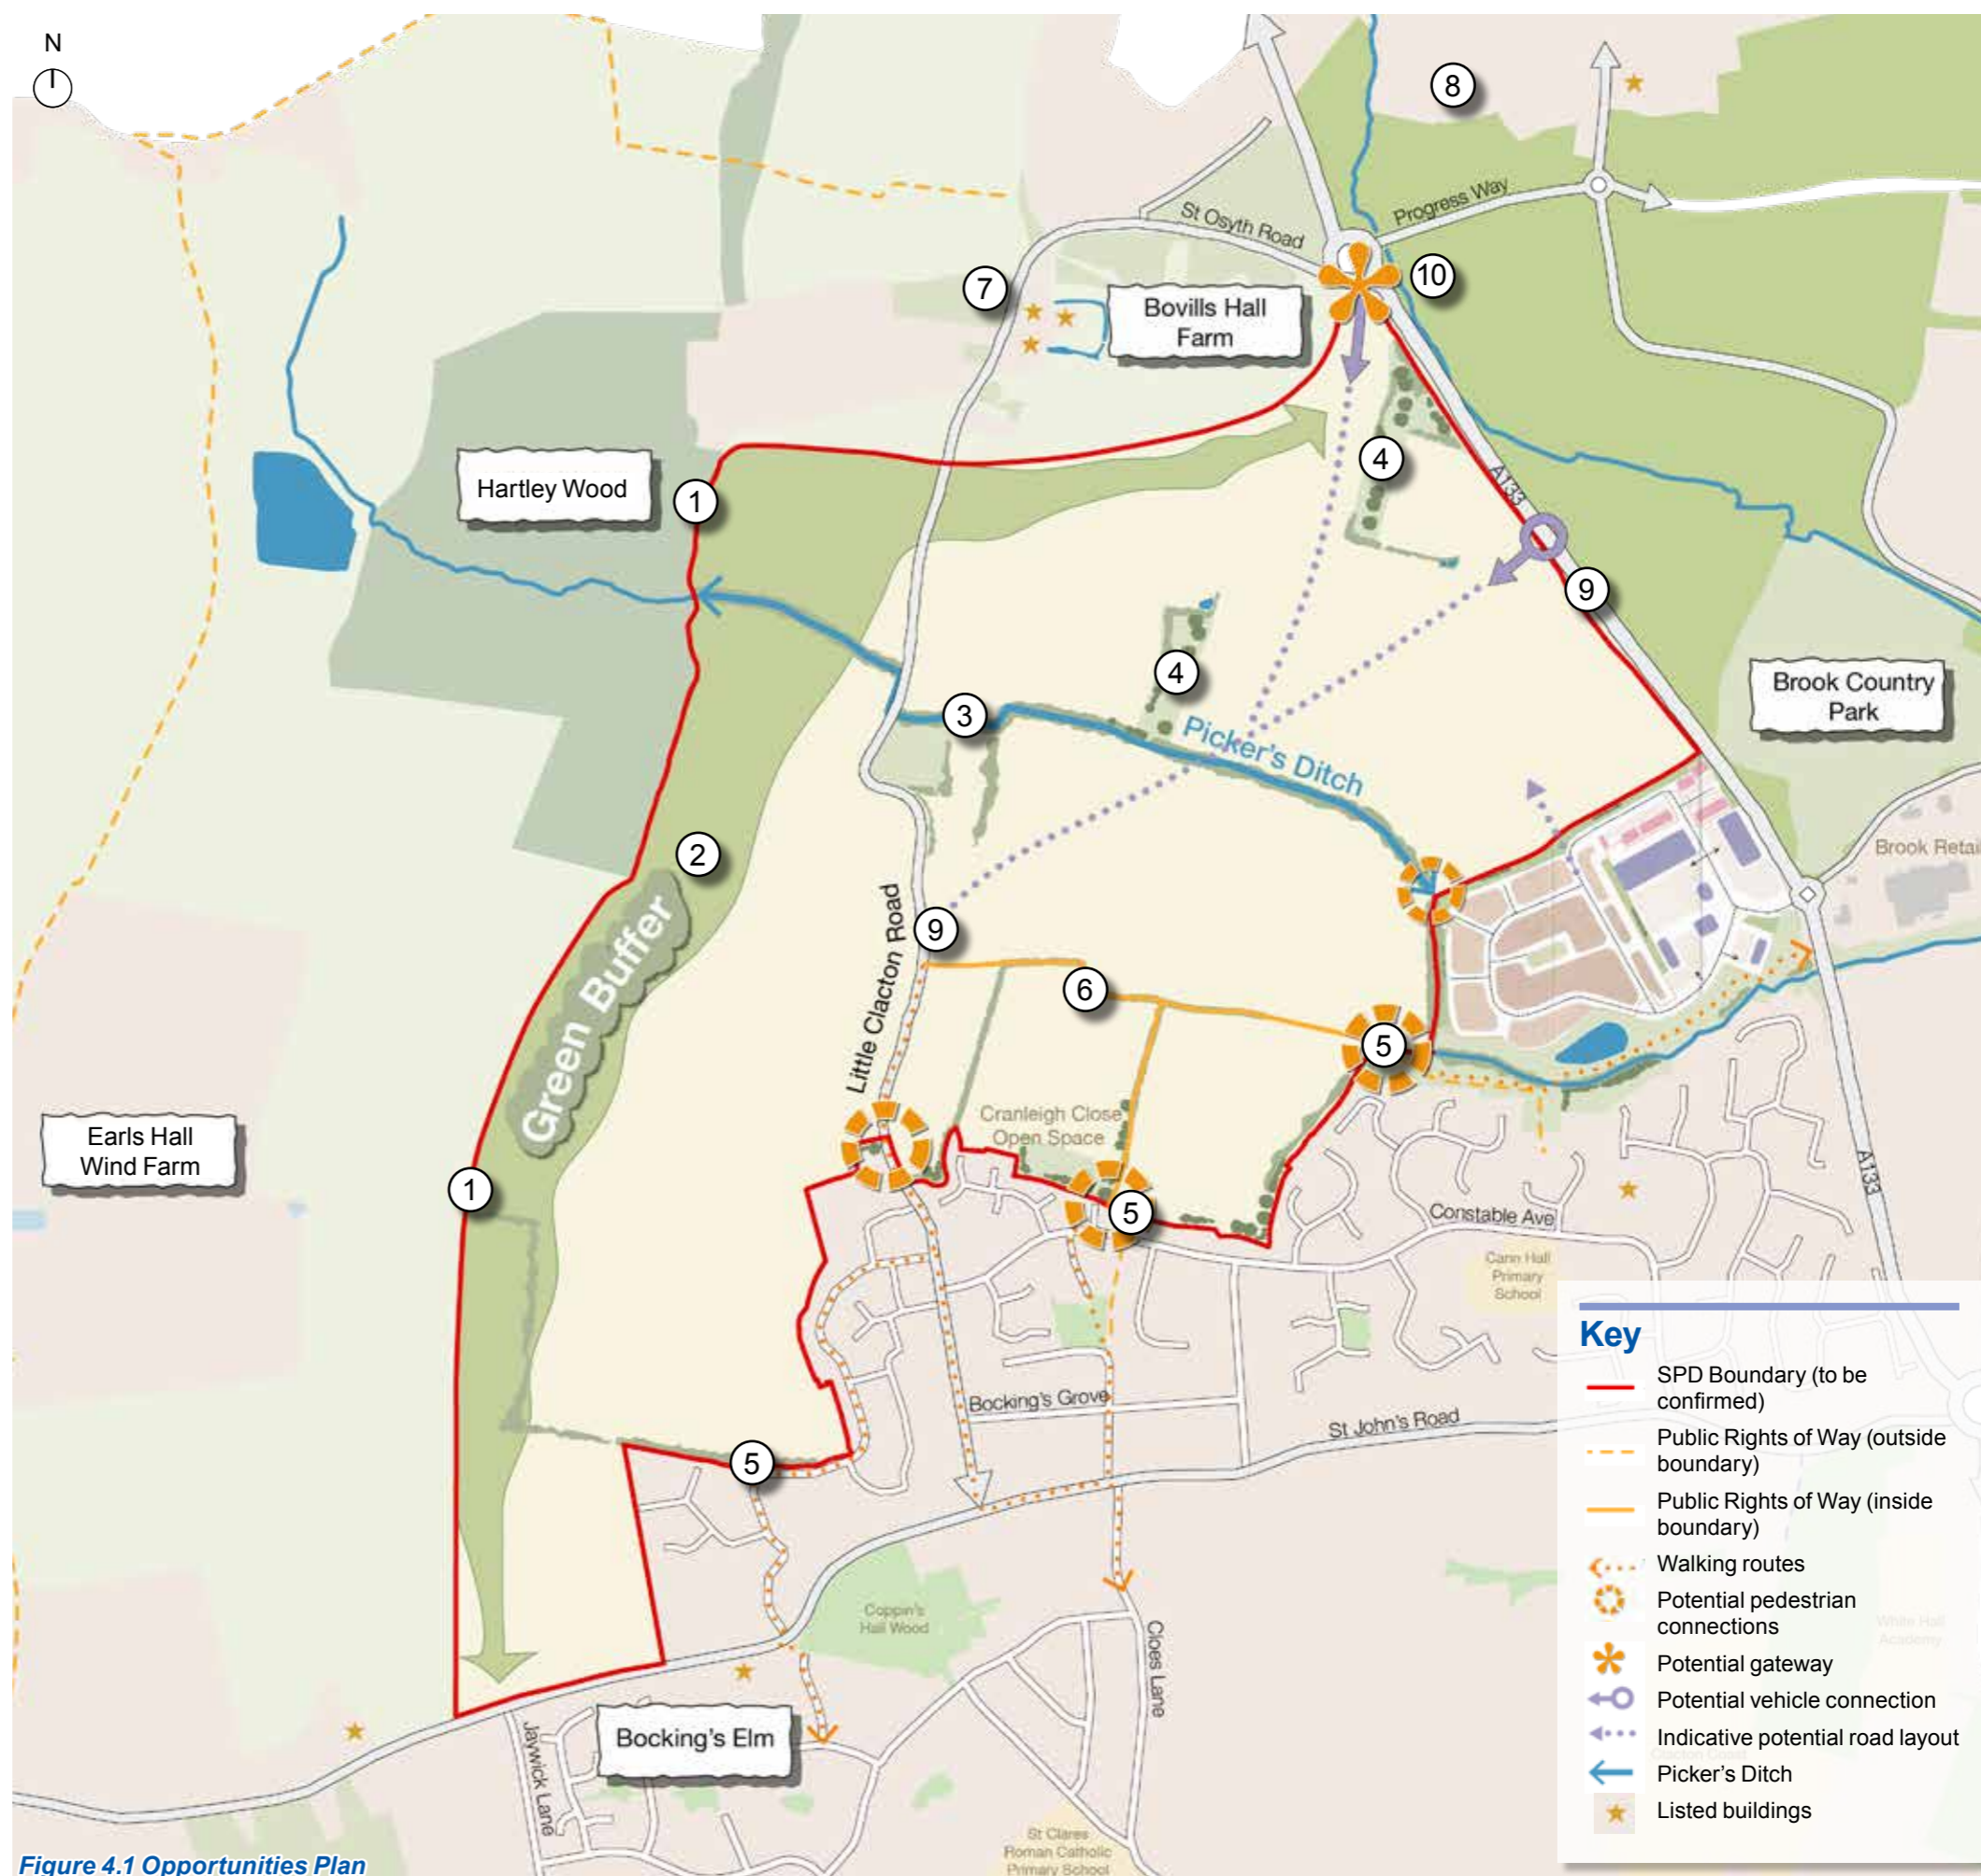 N
8
St Osyth Road
Progress Way
7
10
Bovills Hall
Farm
4
Hartley Wood
1
A133
9
4
Brook Country
Park
3
Picker's Ditch
2
Brook Retail
Green Buffer
Little Clacton Road
9
6
5
Cranleigh Close
Open Space
Earls Hall
Wind Farm
1
5
Constable Ave
A133
Cann Hall
Primary
School
Bocking's Grove
St John's Road
5
Coppin's
Hall Wood
Cloes Lane
Bocking's Elm
Jaywick Lane
St Clares
Roman Catholic
Primary School
Key
SPD Boundary (to be
confirmed)
Public Rights of Way (outside
boundary)
Public Rights of Way (inside
boundary)
Walking routes
Potential pedestrian
connections
White Hall
Academy
Potential gateway
Potential vehicle connection
Indicative potential road layout
Picker's Ditch
Listed buildings
Figure 4.1 Opportunities Plan